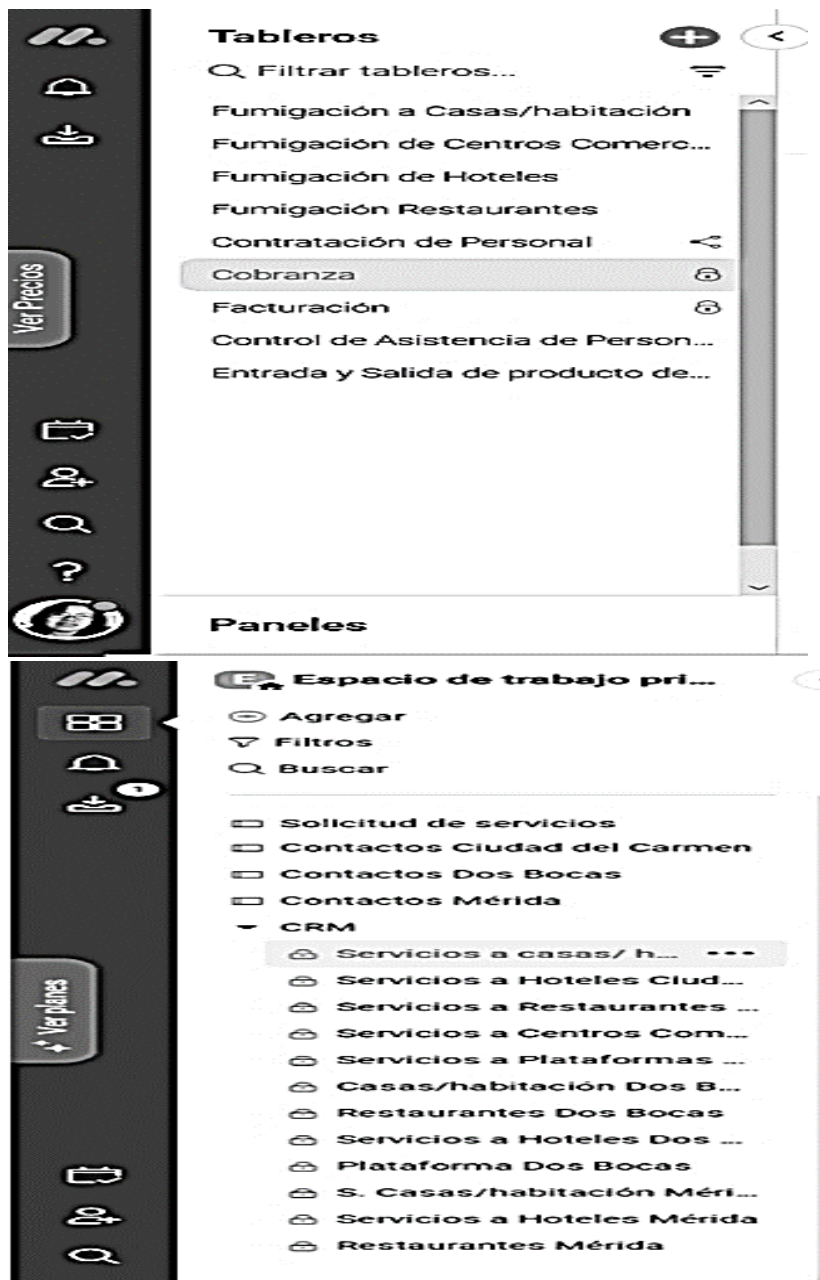 Tableros
Filtrar tableros...
Fumigación a Casas/habitación
Fumigación de Centros Comerc...
Fumigación de Hoteles
Fumigación Restaurantes
Contratación de Personal
Cobranza
Facturación
Control de Asistencia de Person...
Entrada y Salida de producto de...
Ver Precios
Paneles
E Espacio de trabajo pri...
Agregar
Filtros
Buscar
1
Solicitud de servicios
Contactos Ciudad del Carmen
Contactos Dos Bocas
Contactos Mérida
CRM
Servicios a casas/ h...
Servicios a Hoteles Ciud...
Servicios a Restaurantes ...
Servicios a Centros Com...
Servicios a Plataformas ...
Casas/habitación Dos B...
Restaurantes Dos Bocas
Servicios a Hoteles Dos ...
Plataforma Dos Bocas
S. Casas/habitación Méri...
Servicios a Hoteles Mérida
Restaurantes Mérida
Ver planes